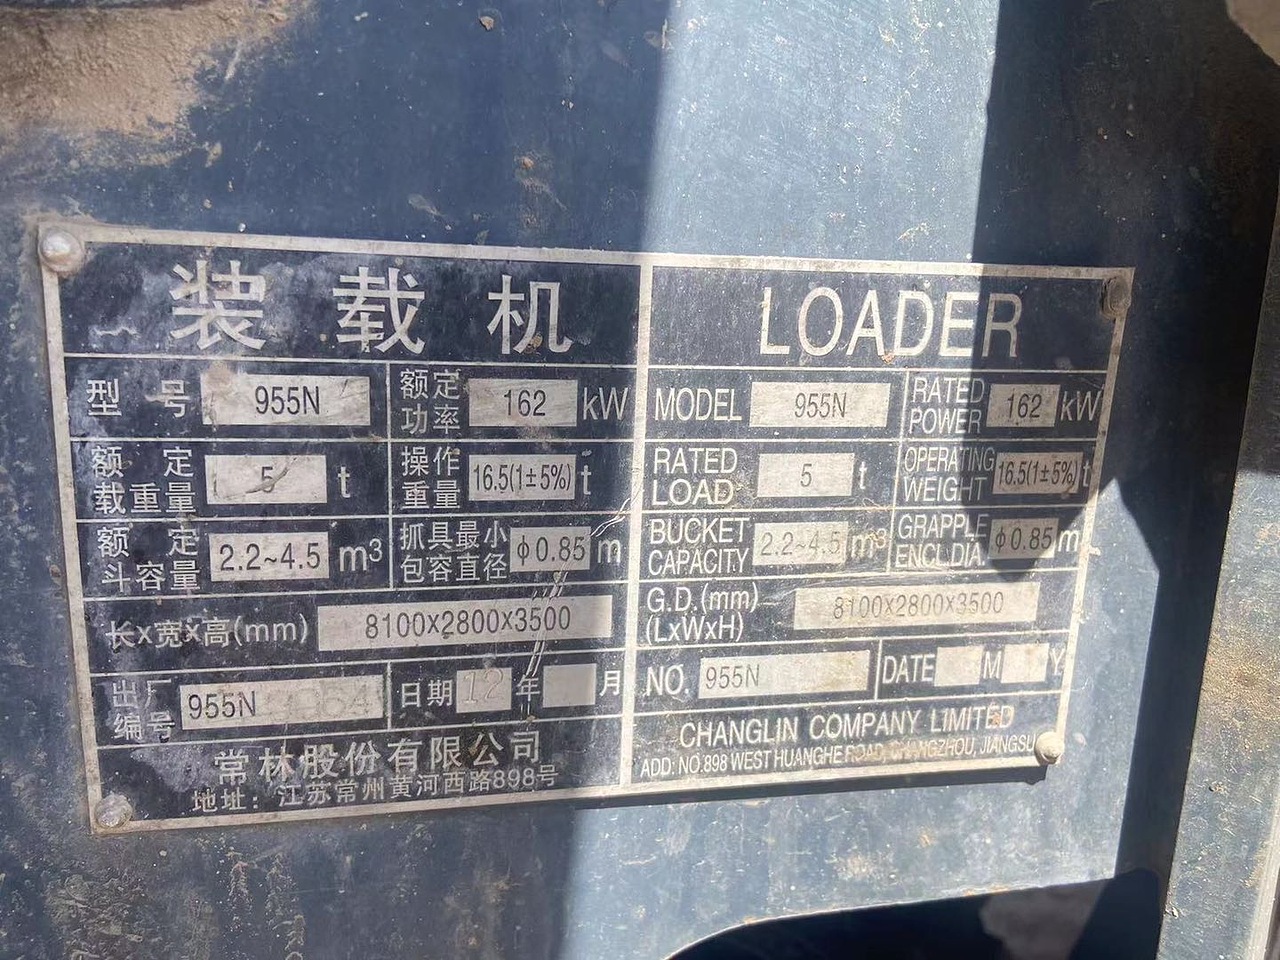 装载机
型号 955N 额定功率 162 kW
额定载重量 5 t 操作重量 16.5(1±5%) t
额定斗容量 2.2~4.5 m³ 抓具最小包容直径 φ0.85 m
长x宽x高(mm) 8100x2800x3500
出厂编号 955N 日期 12 年 月
常林股份有限公司
地址：江苏常州黄河西路898号
LOADER
MODEL 955N RATED POWER 162 kW
RATED LOAD 5 t OPERATING WEIGHT 16.5(1±5%) t
BUCKET CAPACITY 2.2~4.5 m³ GRAPPLE ENCL.DIA. φ0.85 m
G.D.(mm) (LxWxH) 8100x2800x3500
NO. 955N DATE M Y
CHANGLIN COMPANY LIMITED
ADD: NO.898 WEST HUANGHE ROAD, CHANGZHOU, JIANGSU